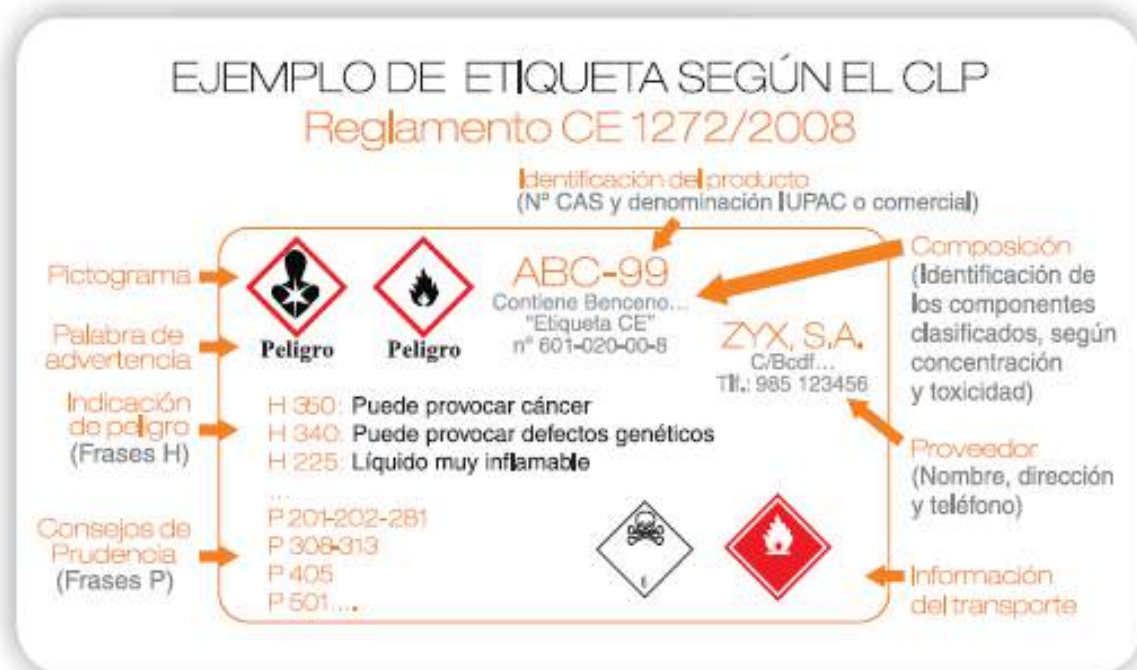 EJEMPLO DE ETIQUETA SEGÚN EL CLP
Reglamento CE 1272/2008
Identificación del producto
(Nº CAS y denominación IUPAC o comercial)
Pictograma
Palabra de
advertencia
Indicación
de peligro
(Frases H)
Consejos de
Prudencia
(Frases P)
Peligro
Peligro
ABC-99
Contiene Benceno...
"Etiqueta CE"
nº 601-020-00-8
ZYX, S.A.
C/Bcdf...
Tlf.: 985 123456
H 350: Puede provocar cáncer
H 340: Puede provocar defectos genéticos
H 225: Líquido muy inflamable
...
P 201-202-281
P 308-313
P 405
P 501....
6
Composición
(Identificación de
los componentes
clasificados, según
concentración
y toxicidad)
Proveedor
(Nombre, dirección
y teléfono)
Información
del transporte